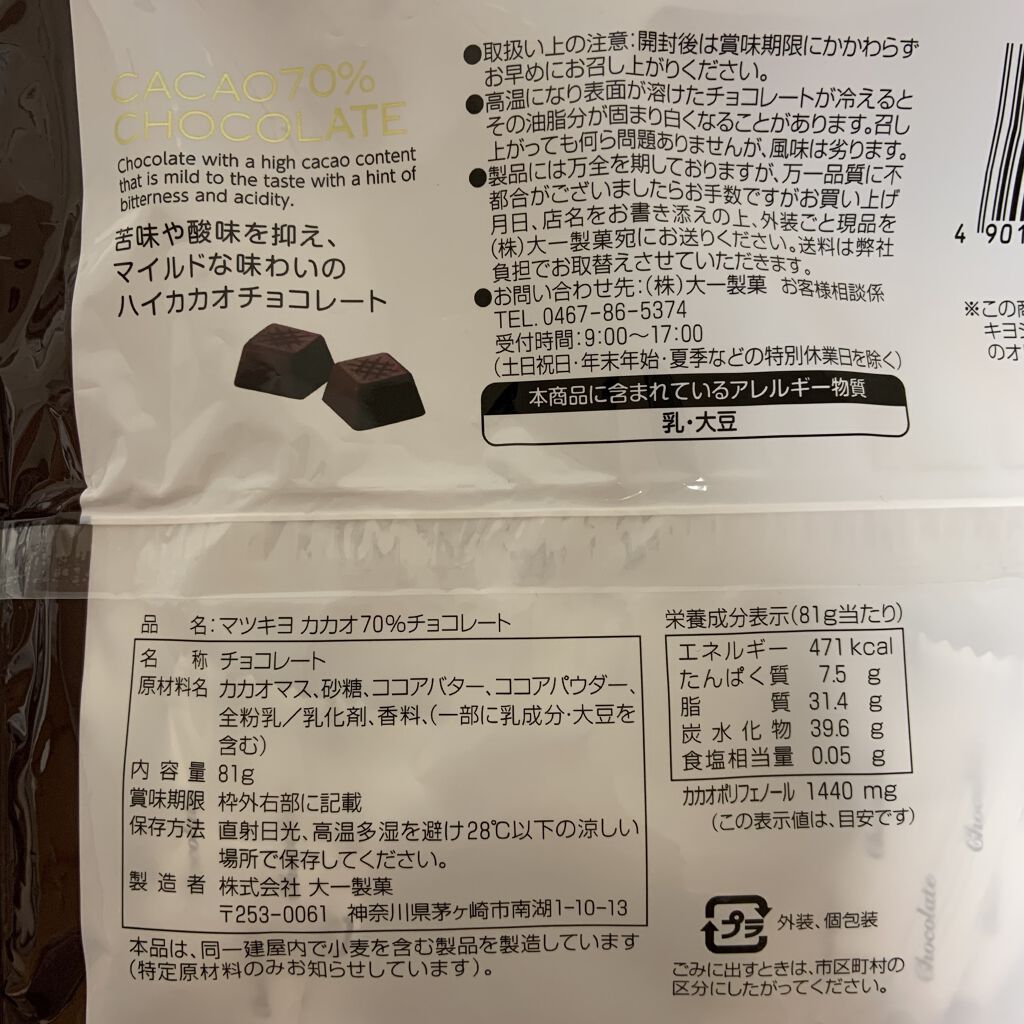 CACAO70%
CHOCOLATE
Chocolate with a high cacao content
that is mild to the taste with a hint of
bitterness and acidity.
苦味や酸味を抑え、
マイルドな味わいの
ハイカカオチョコレート
●取扱い上の注意:開封後は賞味期限にかかわらず
お早めにお召し上がりください。
●高温になり表面が溶けたチョコレートが冷えると
その油脂分が固まり白くなることがあります。召し
上がっても何ら問題ありませんが、風味は劣ります。
●製品には万全を期しておりますが、万一品質に不
都合がございましたらお手数ですがお買い上げ
月日、店名をお書き添えの上、外装ごと現品を
(株)大一製菓宛にお送りください。送料は弊社
負担でお取替えさせていただきます。
●お問い合わせ先:(株)大一製菓 お客様相談係
TEL. 0467-86-5374
受付時間:9:00~17:00
(土日祝日・年末年始・夏季などの特別休業日を除く)
本商品に含まれているアレルギー物質
乳・大豆
4 901
※この商
キヨシ
のオ
品 名:マツキヨ カカオ70%チョコレート
名 称 チョコレート
原材料名 カカオマス、砂糖、ココアバター、ココアパウダー、
全粉乳/乳化剤、香料、(一部に乳成分・大豆を
含む)
内容量 81g
賞味期限 枠外右部に記載
保存方法 直射日光、高温多湿を避け28℃以下の涼しい
場所で保存してください。
製造者 株式会社 大一製菓
〒253-0061 神奈川県茅ヶ崎市南湖1-10-13
本品は、同一建屋内で小麦を含む製品を製造しています
(特定原材料のみお知らせしています)。
栄養成分表示(81g当たり)
エネルギー 471 kcal
たんぱく質 7.5 g
脂質 31.4 g
炭水化物 39.6 g
食塩相当量 0.05 g
カカオポリフェノール 1440 mg
(この表示値は、目安です)
プラ 外装、個包装
ごみに出すときは、市区町村の
区分にしたがってください。
Chocolate